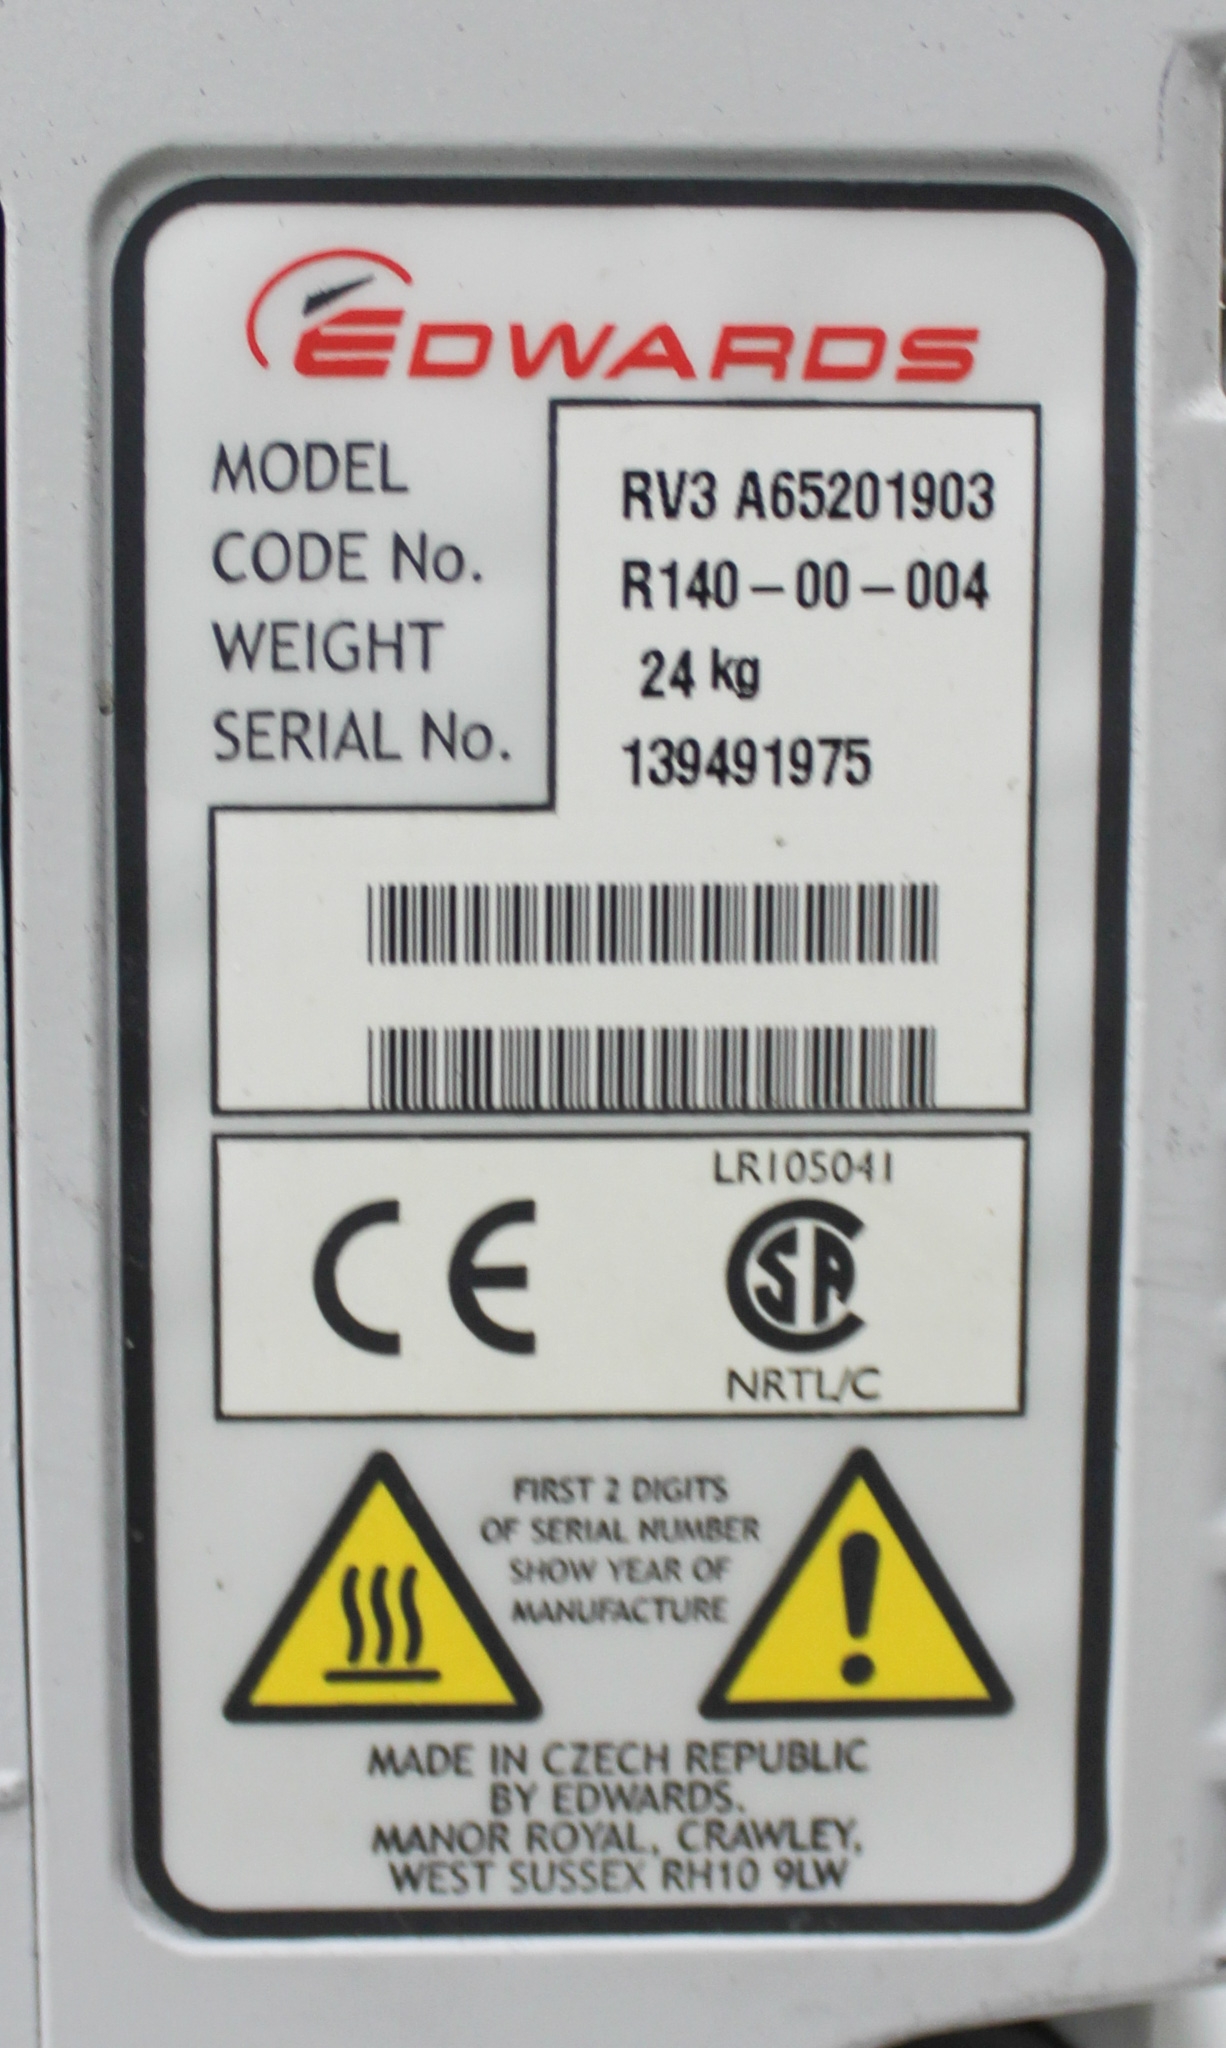 EDWARDS
MODEL RV3 A65201903
CODE No. R140-00-004
WEIGHT 24 kg
SERIAL No. 139491975
LR105041
CE
CSA
NRTL/C
FIRST 2 DIGITS
OF SERIAL NUMBER
SHOW YEAR OF
MANUFACTURE
MADE IN CZECH REPUBLIC
BY EDWARDS.
MANOR ROYAL, CRAWLEY,
WEST SUSSEX RH10 9LW